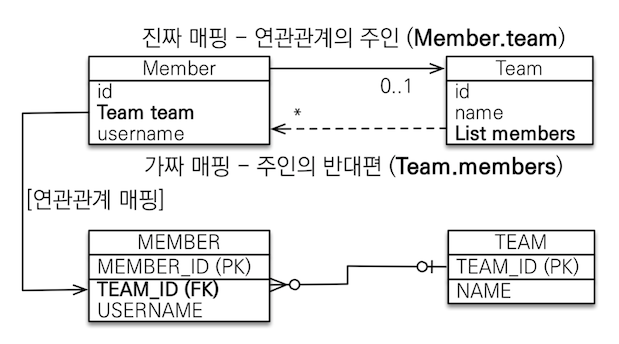 진짜 매핑 - 연관관계의 주인 (Member.team)
Member
Team
id
Team team
username
0..1
*
id
name
List members
가짜 매핑 - 주인의 반대편 (Team.members)
[연관관계 매핑]
MEMBER
MEMBER_ID (PK)
TEAM_ID (FK)
USERNAME
TEAM
TEAM_ID (PK)
NAME